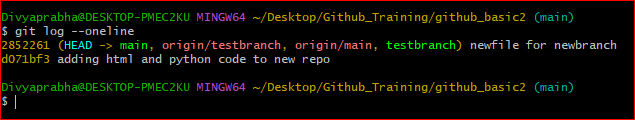 Divyaprabha@DESKTOP-PMEC2KU MINGW64 ~/Desktop/Github_Training/github_basic2 (main)
$ git log --oneline
2852261 (HEAD -> main, origin/testbranch, origin/main, testbranch) newfile for newbranch
d071bf3 adding html and python code to new repo
Divyaprabha@DESKTOP-PMEC2KU MINGW64 ~/Desktop/Github_Training/github_basic2 (main)
$